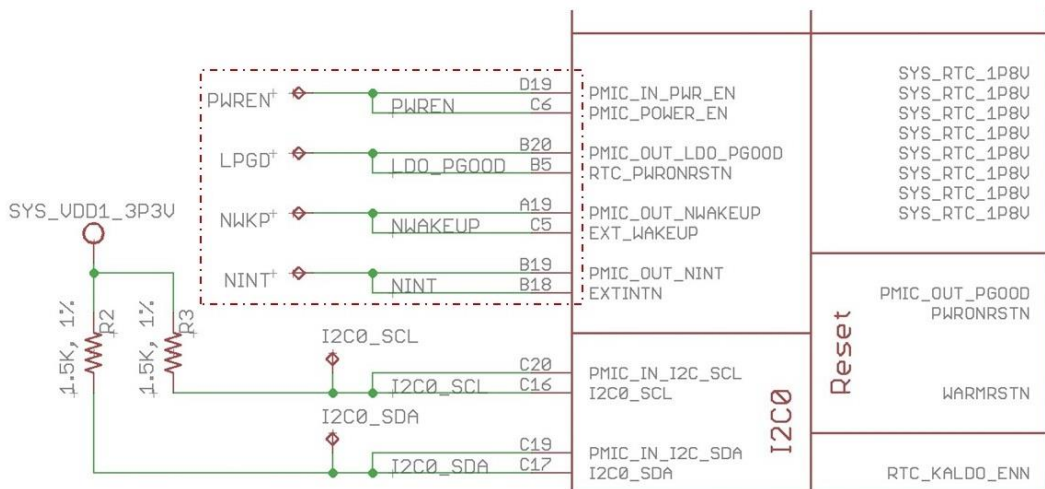 SYS_RTC_1P8V
D19
PWREN
PMIC_IN_PWR_EN
SYS_RTC_1P8V
PWREN
C6
PMIC_POWER_EN
SYS_RTC_1P8V
SYS_RTC_1P8V
B20
LPGD
PMIC_OUT_LDO_PGOOD
SYS_RTC_1P8V
LDO_PGOOD
B5
RTC_PWRONRSTN
SYS_RTC_1P8V
SYS_RTC_1P8V
A19
SYS_VDD1_3P3V
NWKP
PMIC_OUT_NWAKEUP
SYS_RTC_1P8V
NWAKEUP
C5
EXT_WAKEUP
B19
NINT
PMIC_OUT_NINT
NINT
B18
EXTINTN
PMIC_OUT_PGOOD
PWRONRSTN
1.5K, 1%
R2
1.5K, 1%
R3
I2C0_SCL
Reset
C20
PMIC_IN_I2C_SCL
I2C0_SCL
C16
I2C0_SCL
WARMRSTN
I2C0_SDA
I2C0
C19
PMIC_IN_I2C_SDA
I2C0_SDA
C17
I2C0_SDA
RTC_KALDO_ENN